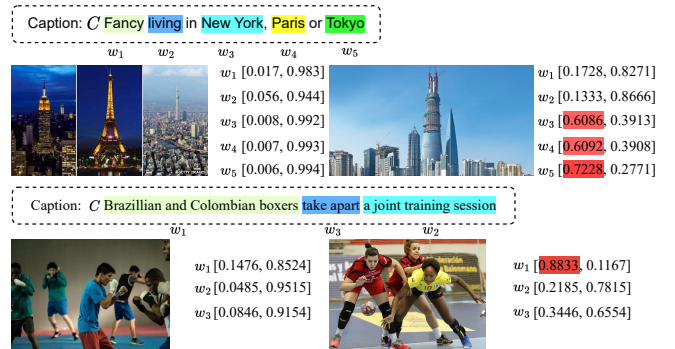 Caption: C Fancy living in New York, Paris or Tokyo
w1 w2 w3 w4 w5
w1 [0.017, 0.983]
w2 [0.056, 0.944]
w3 [0.008, 0.992]
w4 [0.007, 0.993]
w5 [0.006, 0.994]
w1 [0.1728, 0.8271]
w2 [0.1333, 0.8666]
w3 [0.6086, 0.3913]
w4 [0.6092, 0.3908]
w5 [0.7228, 0.2771]
Caption: C Brazillian and Colombian boxers take apart a joint training session
w1 w3 w2
w1 [0.1476, 0.8524]
w2 [0.0485, 0.9515]
w3 [0.0846, 0.9154]
w1 [0.8833, 0.1167]
w2 [0.2185, 0.7815]
w3 [0.3446, 0.6554]